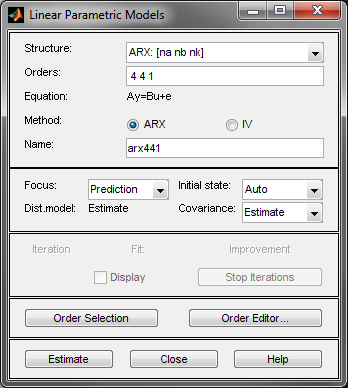 Linear Parametric Models
Structure: ARX: [na nb nk]
Orders: 4 4 1
Equation: Ay=Bu+e
Method: ARX IV
Name: arx441
Focus: Prediction Initial state: Auto
Dist.model: Estimate Covariance: Estimate
Iteration Fit: Improvement
Display Stop Iterations
Order Selection Order Editor...
Estimate Close Help